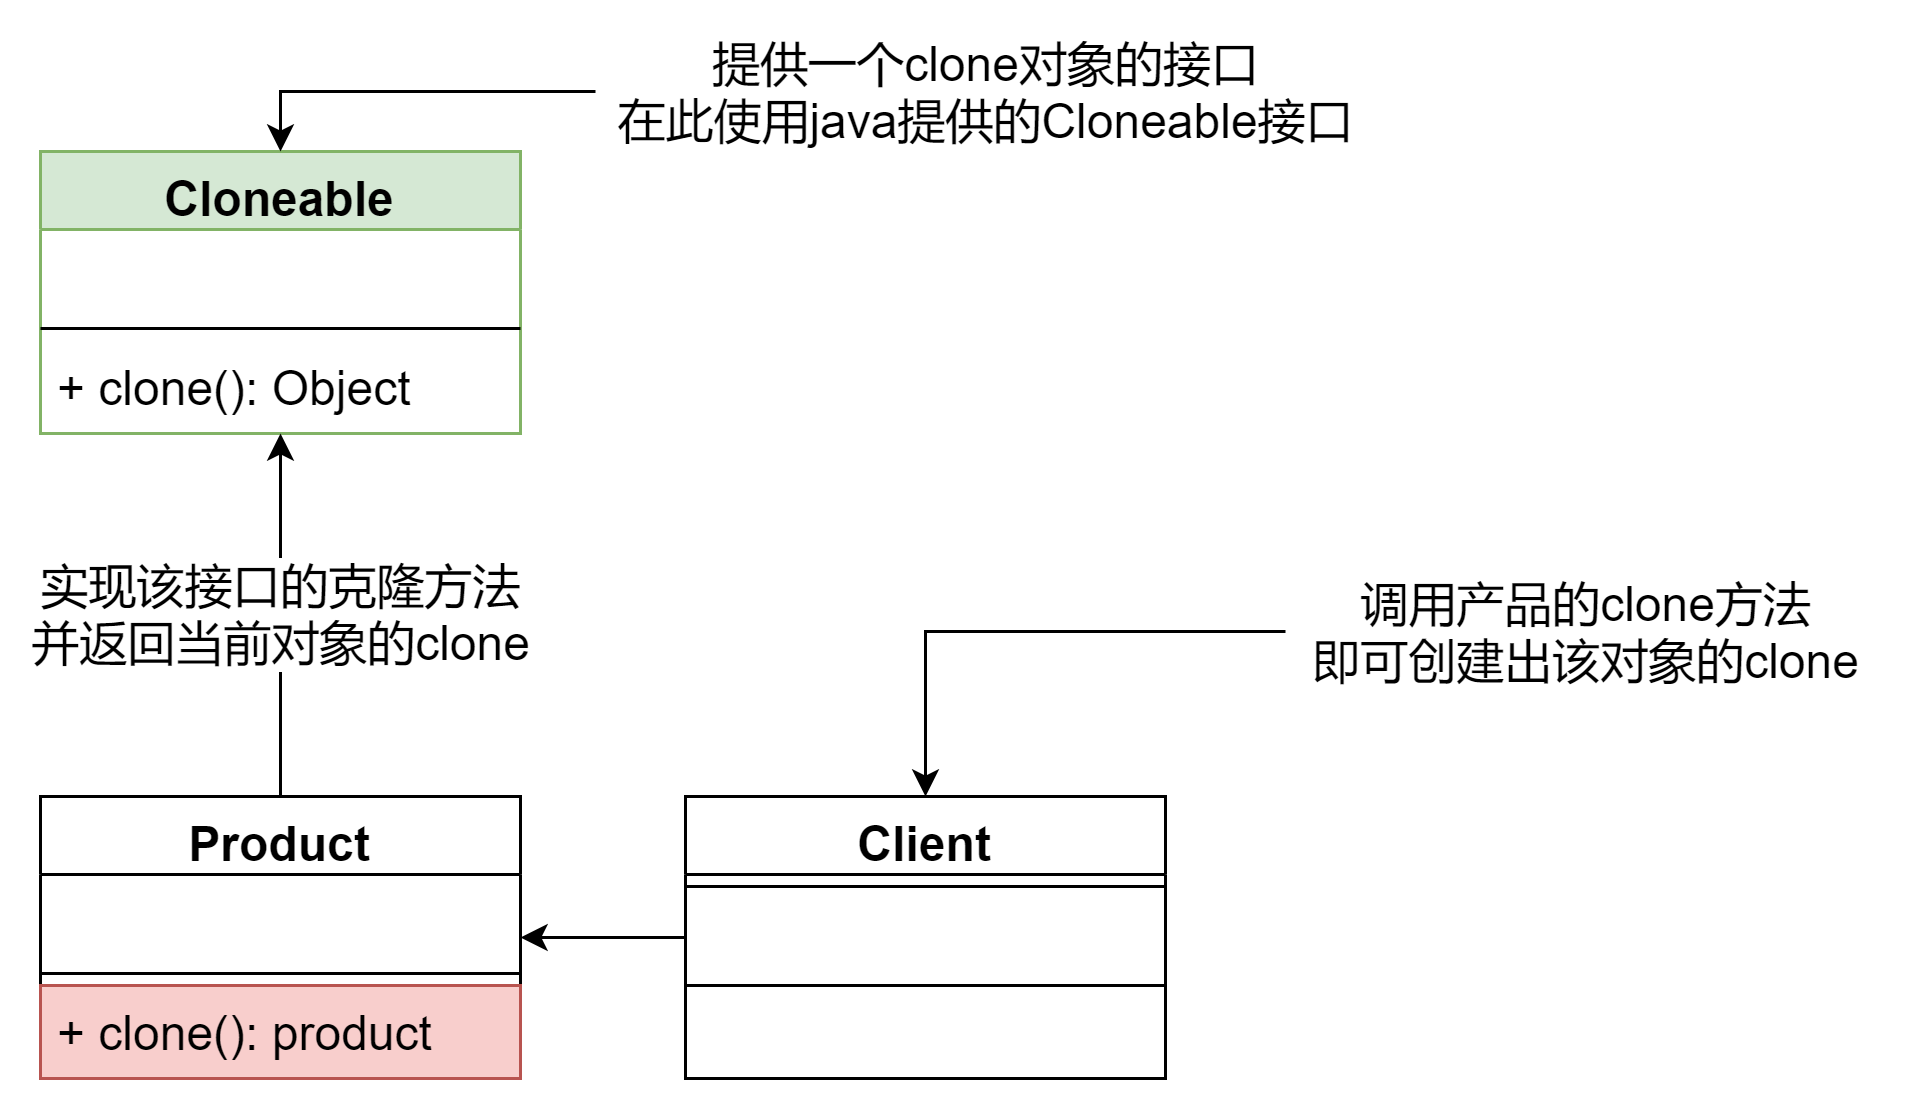 提供一个clone对象的接口
在此使用java提供的Cloneable接口
Cloneable
+ clone(): Object
实现该接口的克隆方法
并返回当前对象的clone
调用产品的clone方法
即可创建出该对象的clone
Product
Client
+ clone(): product